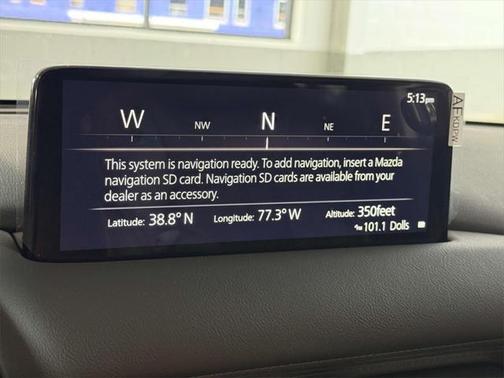 5:13pm
W NW N NE E
This system is navigation ready. To add navigation, insert a Mazda
navigation SD card. Navigation SD cards are available from your
dealer as an accessory.
Latitude: 38.8° N Longitude: 77.3° W Altitude: 350feet
101.1 Dolls